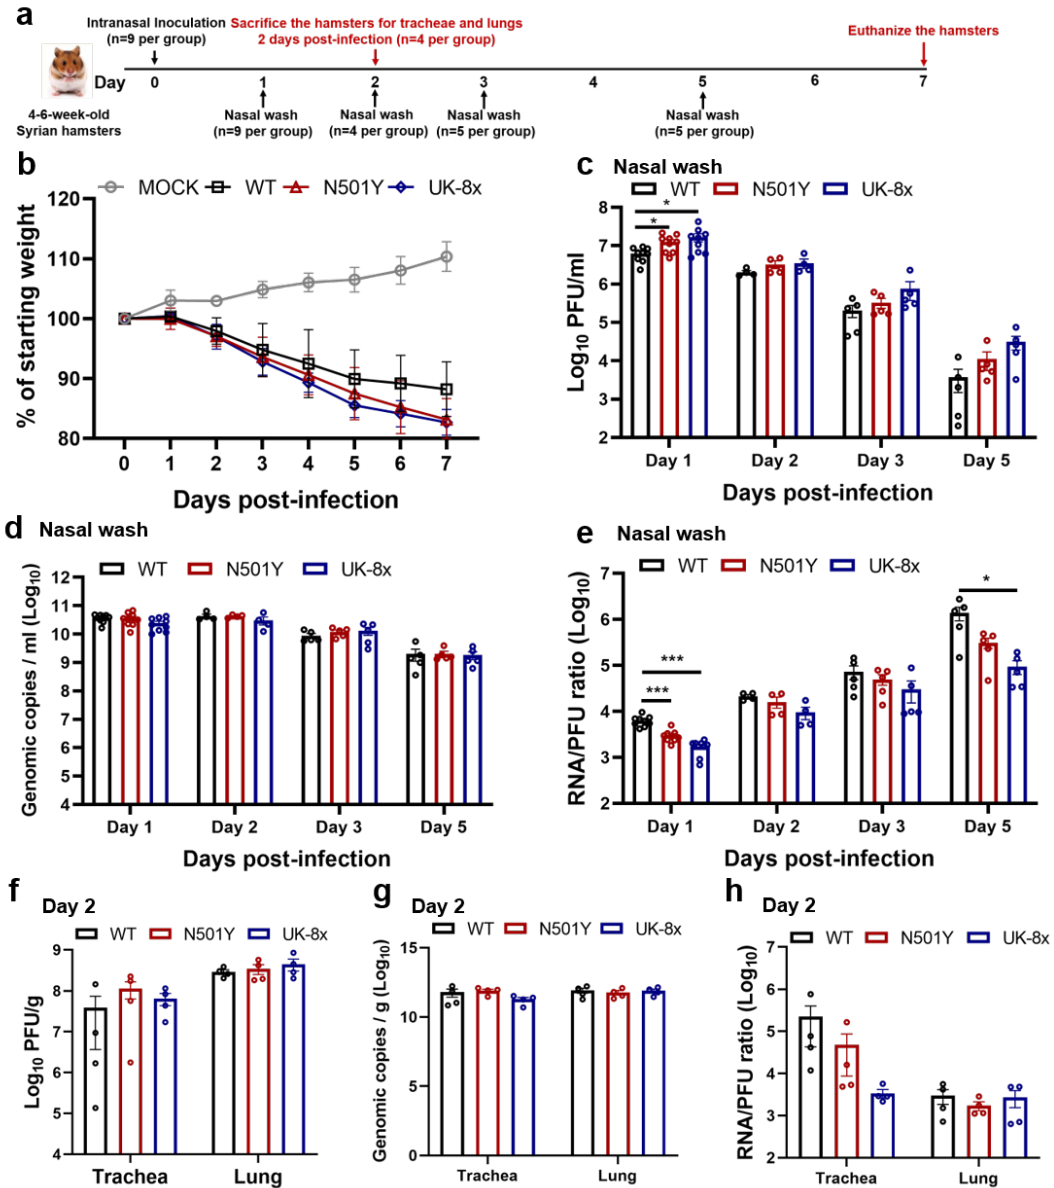 a
Intranasal Inoculation
(n=9 per group)
Sacrifice the hamsters for tracheae and lungs
2 days post-infection (n=4 per group)
Euthanize the hamsters
Day 0 1 2 3 4 5 6 7
4-6-week-old
Syrian hamsters
Nasal wash
(n=9 per group)
Nasal wash
(n=4 per group)
Nasal wash
(n=5 per group)
Nasal wash
(n=5 per group)
b
MOCK WT N501Y UK-8x
% of starting weight
120
110
100
90
80
0 1 2 3 4 5 6 7
Days post-infection
c Nasal wash
WT N501Y UK-8x
Log10 PFU/ml
8
7
6
5
4
3
2
*
*
Day 1 Day 2 Day 3 Day 5
Days post-infection
d Nasal wash
WT N501Y UK-8x
Genomic copies / ml (Log10)
12
11
10
9
8
7
6
5
4
Day 1 Day 2 Day 3 Day 5
Days post-infection
e Nasal wash
WT N501Y UK-8x
RNA/PFU ratio (Log10)
7
6
5
4
3
2
***
***
*
Day 1 Day 2 Day 3 Day 5
Days post-infection
f Day 2
WT N501Y UK-8x
Log10 PFU/g
9
8
7
6
5
4
Trachea Lung
g Day 2
WT N501Y UK-8x
Genomic copies / g (Log10)
15
10
5
0
Trachea Lung
h Day 2
WT N501Y UK-8x
RNA/PFU ratio (Log10)
7
6
5
4
3
2
Trachea Lung